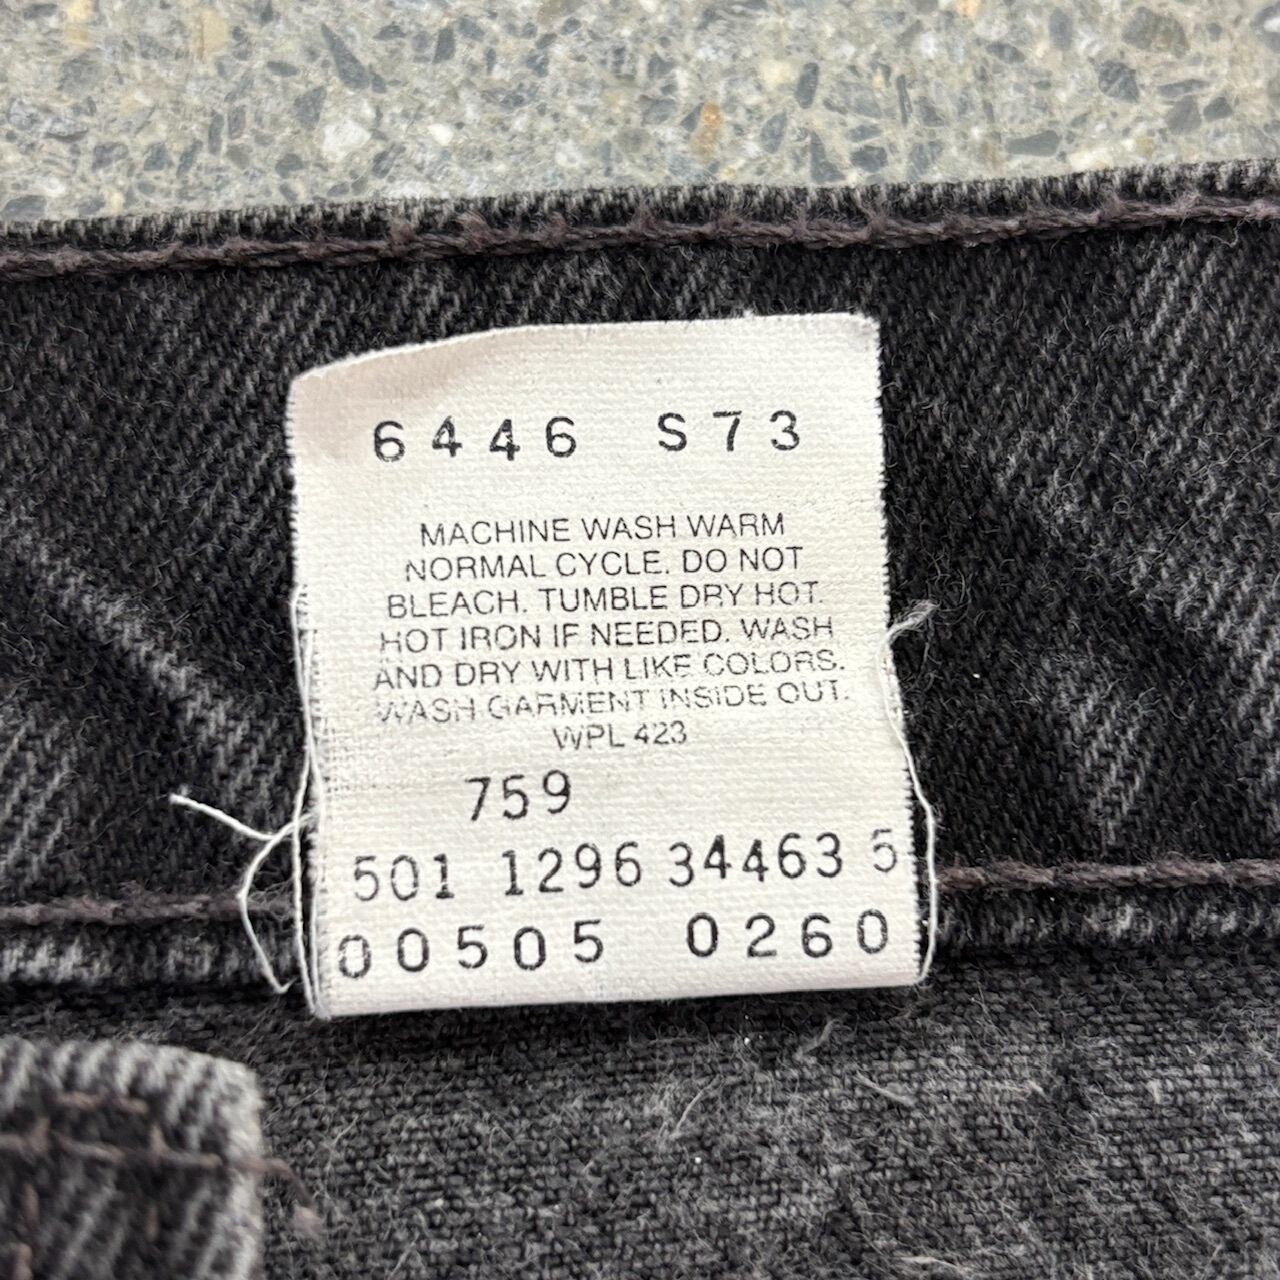 6446 S73
MACHINE WASH WARM
NORMAL CYCLE. DO NOT
BLEACH. TUMBLE DRY HOT.
HOT IRON IF NEEDED. WASH
AND DRY WITH LIKE COLORS.
WASH GARMENT INSIDE OUT.
WPL 423
759
501 1296 34463 5
00505 0260